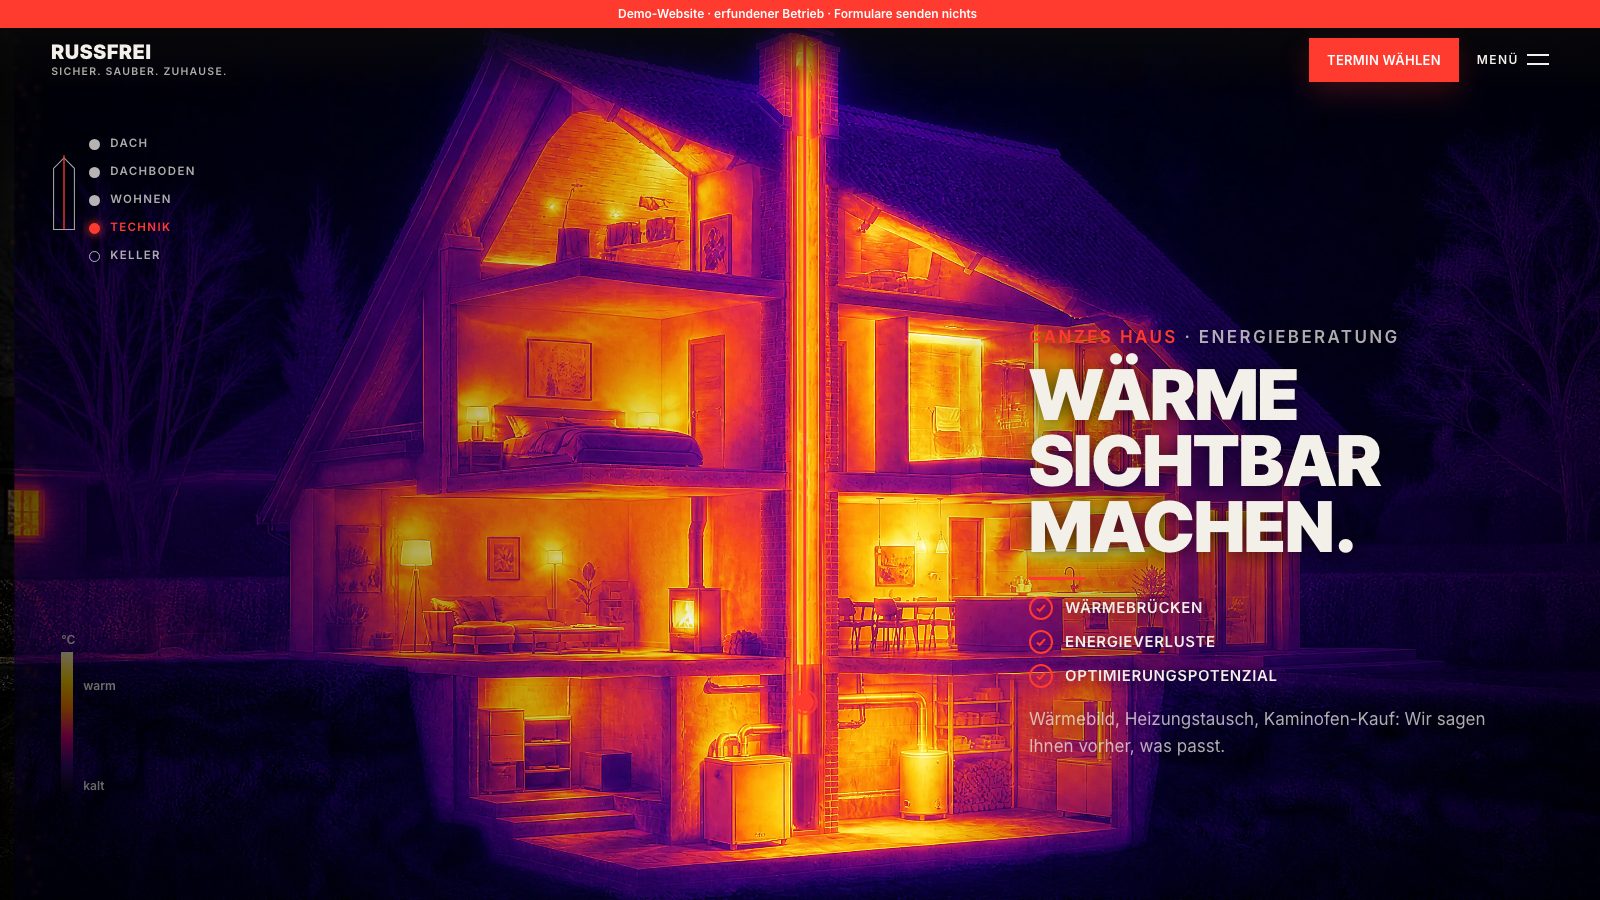 Demo-Website · erfundener Betrieb · Formulare senden nichts
RUSSFREI
SICHER. SAUBER. ZUHAUSE.
TERMIN WÄHLEN
MENÜ
DACH
DACHBODEN
WOHNEN
TECHNIK
KELLER
GANZES HAUS · ENERGIEBERATUNG
WÄRME
SICHTBAR
MACHEN.
WÄRMEBRÜCKEN
ENERGIEVERLUSTE
OPTIMIERUNGSPOTENZIAL
Wärmebild, Heizungstausch, Kaminofen-Kauf: Wir sagen
Ihnen vorher, was passt.
°C
warm
kalt